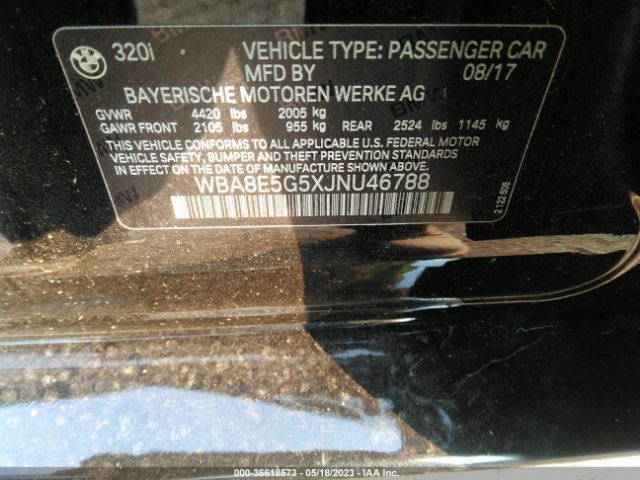 320i VEHICLE TYPE: PASSENGER CAR
MFD BY 08/17
BAYERISCHE MOTOREN WERKE AG
GVWR 4420 lbs 2005 kg
GAWR FRONT 2105 lbs 955 kg REAR 2524 lbs 1145 kg
THIS VEHICLE CONFORMS TO ALL APPLICABLE U.S. FEDERAL MOTOR
VEHICLE SAFETY, BUMPER AND THEFT PREVENTION STANDARDS IN
EFFECT ON THE DATE OF MANUFACTURE SHOWN ABOVE.
WBA8E5G5XJNU46788
2 122 606
000-36618573 - 05/18/2023 - IAA Inc.